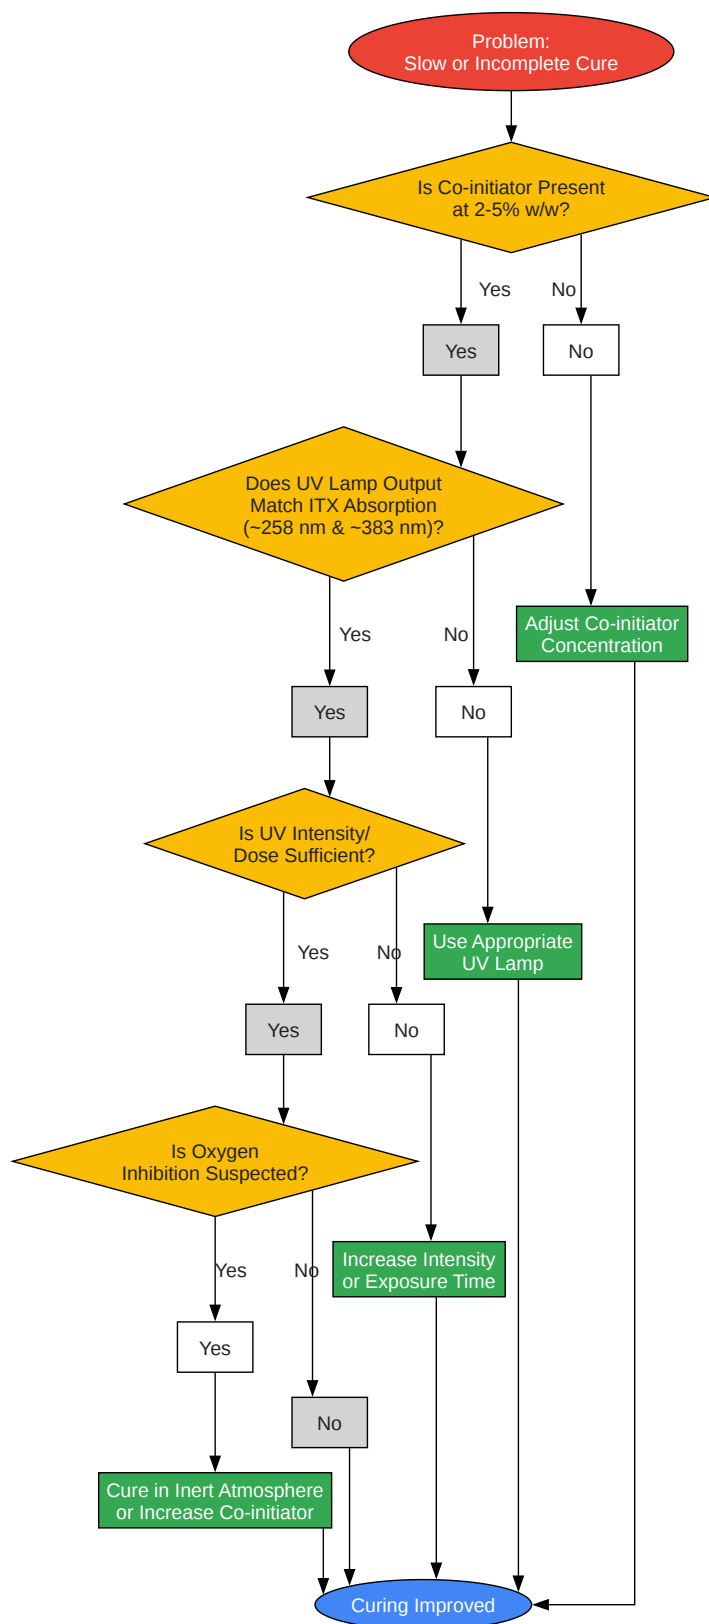 Problem:
Slow or Incomplete Cure
Is Co-initiator Present
at 2-5% w/w?
Yes
No
Yes
No
Does UV Lamp Output
Match ITX Absorption
(~258 nm & ~383 nm)?
Adjust Co-initiator
Concentration
Yes
No
Yes
No
Is UV Intensity/
Dose Sufficient?
Use Appropriate
UV Lamp
Yes
No
Yes
No
Is Oxygen
Inhibition Suspected?
Increase Intensity
or Exposure Time
Yes
No
Yes
No
Cure in Inert Atmosphere
or Increase Co-initiator
Curing Improved